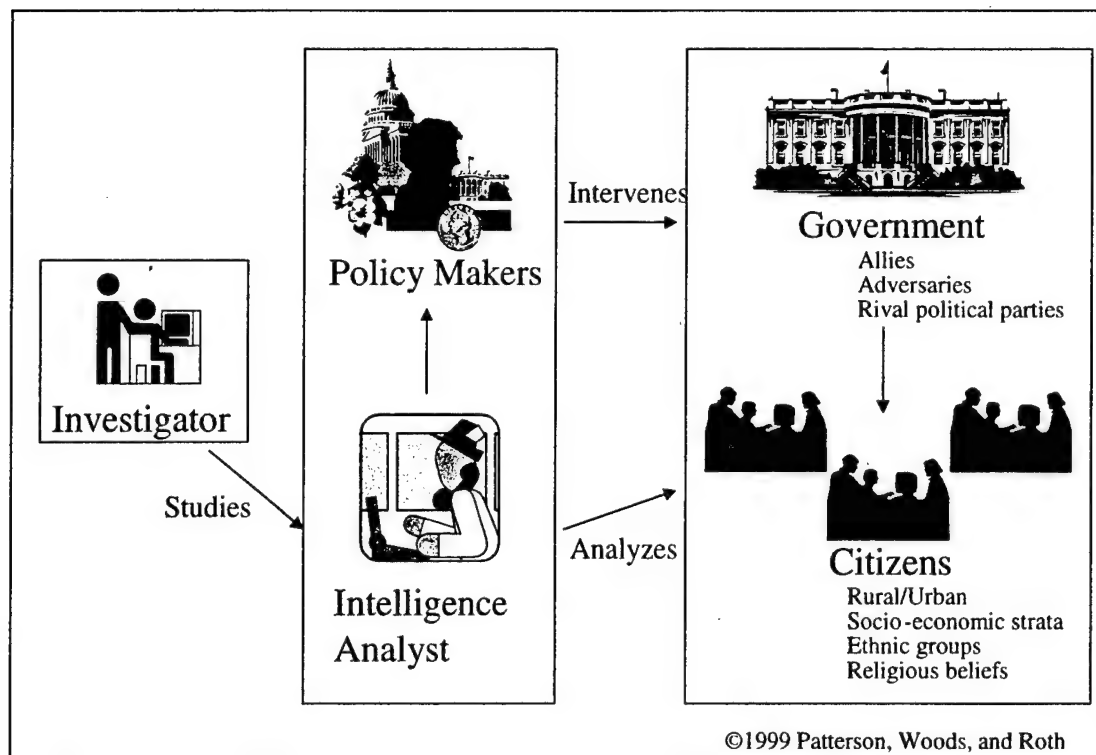 Investigator
Studies
Policy Makers
Intelligence
Analyst
Intervenes
Analyzes
Government
Allies
Adversaries
Rival political parties
Citizens
Rural/Urban
Socio-economic strata
Ethnic groups
Religious beliefs
©1999 Patterson, Woods, and Roth